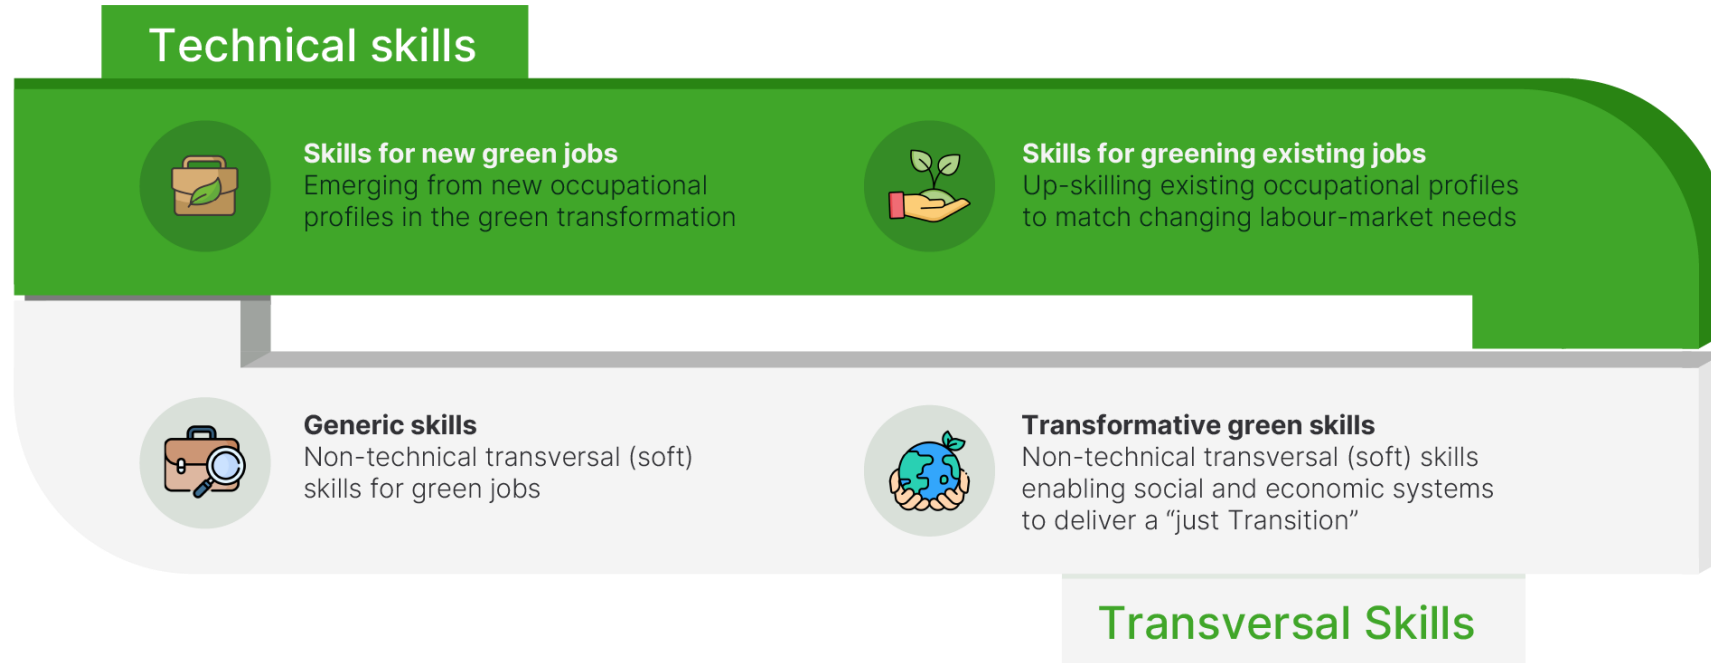 Technical skills
Skills for new green jobs
Emerging from new occupational
profiles in the green transformation
Skills for greening existing jobs
Up-skilling existing occupational profiles
to match changing labour-market needs
Generic skills
Non-technical transversal (soft)
skills for green jobs
Transformative green skills
Non-technical transversal (soft) skills
enabling social and economic systems
to deliver a “just Transition”
Transversal Skills